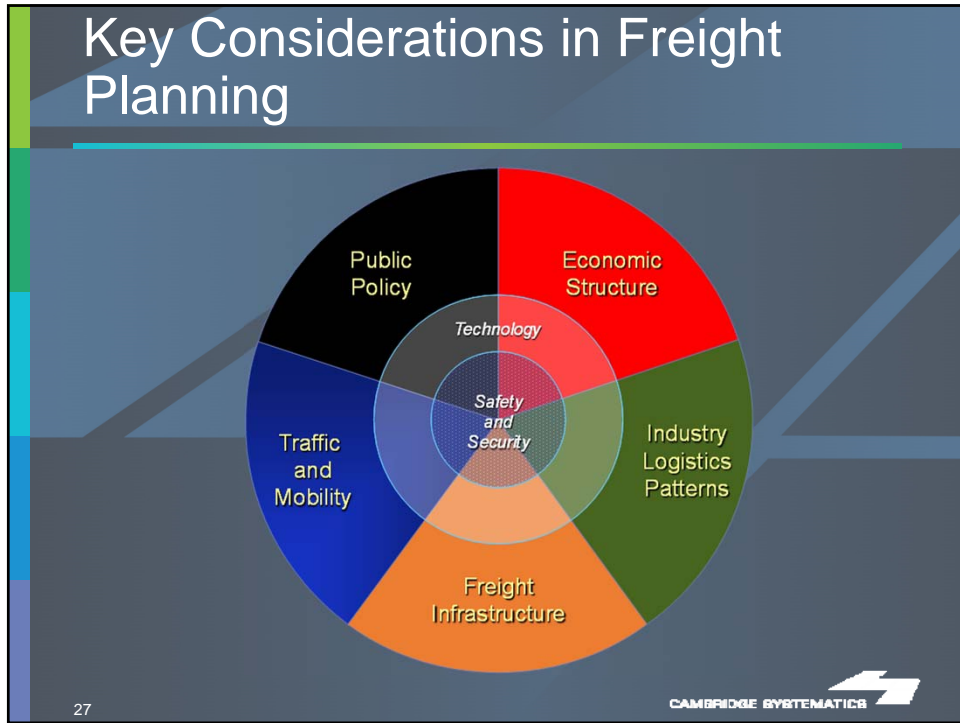 Key Considerations in Freight
Planning
Public
Policy
Economic
Structure
Technology
Safety
and
Security
Traffic
and
Mobility
Industry
Logistics
Patterns
Freight
Infrastructure
27
CAMBRIDGE SYSTEMATICS